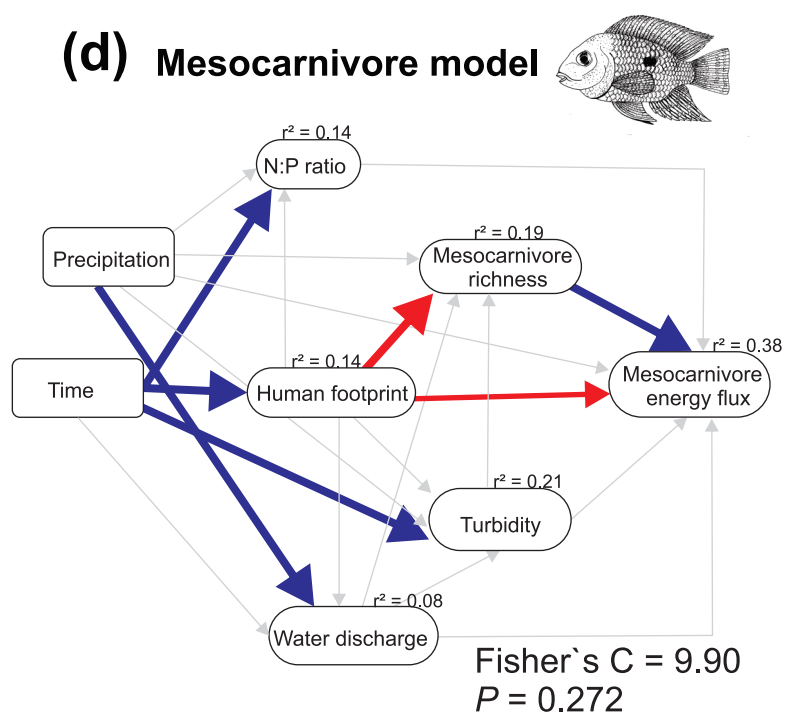 (d) Mesocarnivore model
r² = 0.14
N:P ratio
Precipitation
r² = 0.19
Mesocarnivore
richness
Time
r² = 0.14
Human footprint
r² = 0.38
Mesocarnivore
energy flux
r² = 0.21
Turbidity
r² = 0.08
Water discharge
Fisher`s C = 9.90
P = 0.272